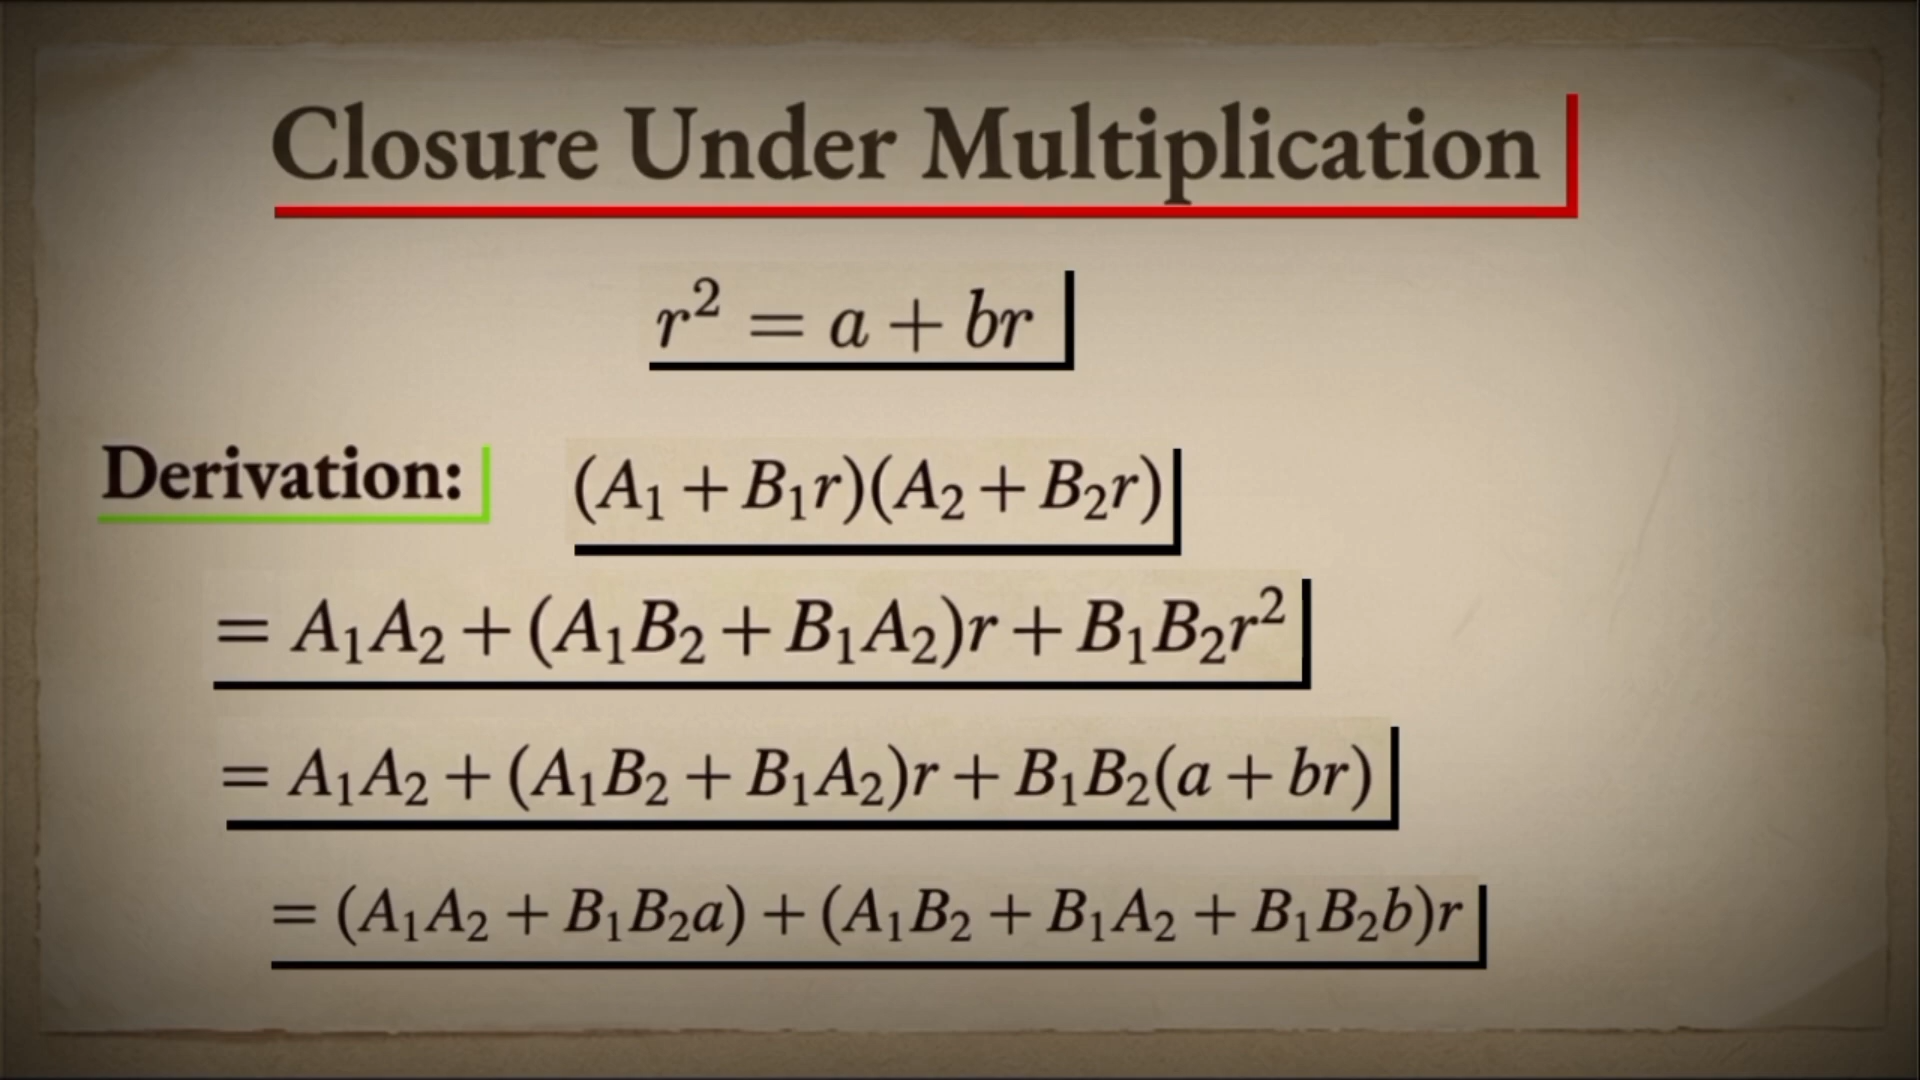 Closure Under Multiplication
r² = a + br
Derivation: (A₁ + B₁r)(A₂ + B₂r)
= A₁A₂ + (A₁B₂ + B₁A₂)r + B₁B₂r²
= A₁A₂ + (A₁B₂ + B₁A₂)r + B₁B₂(a + br)
= (A₁A₂ + B₁B₂a) + (A₁B₂ + B₁A₂ + B₁B₂b)r